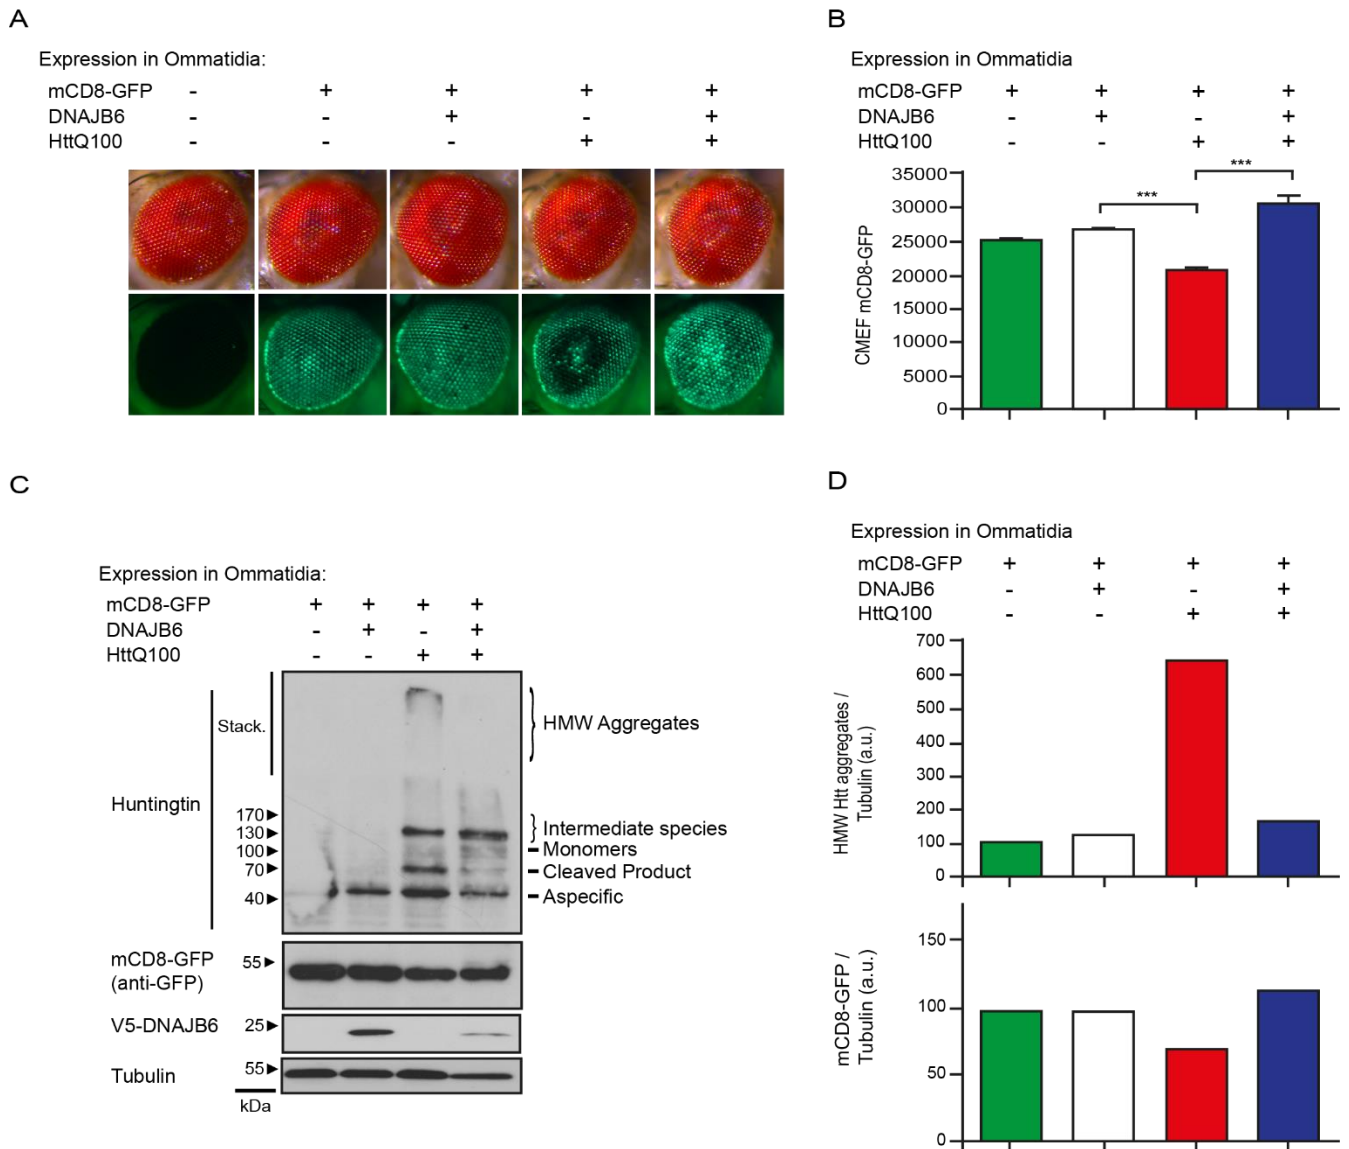 A
Expression in Ommatidia:
mCD8-GFP - + + + +
DNAJB6 - - + - +
HttQ100 - - - + +
B
Expression in Ommatidia
mCD8-GFP + + + +
DNAJB6 - + - +
HttQ100 - - + +
CMEF mCD8-GFP
35000
30000
25000
20000
15000
10000
5000
0
***
***
C
Expression in Ommatidia:
mCD8-GFP + + + +
DNAJB6 - + - +
HttQ100 - - + +
Huntingtin
Stack.
170
130
100
70
40
HMW Aggregates
Intermediate species
Monomers
Cleaved Product
Aspecific
mCD8-GFP
(anti-GFP)
55
V5-DNAJB6
25
Tubulin
55
kDa
D
Expression in Ommatidia
mCD8-GFP + + + +
DNAJB6 - + - +
HttQ100 - - + +
HMW Htt aggregates /
Tubulin (a.u.)
700
600
500
400
300
200
100
0
mCD8-GFP /
Tubulin (a.u.)
150
100
50
0